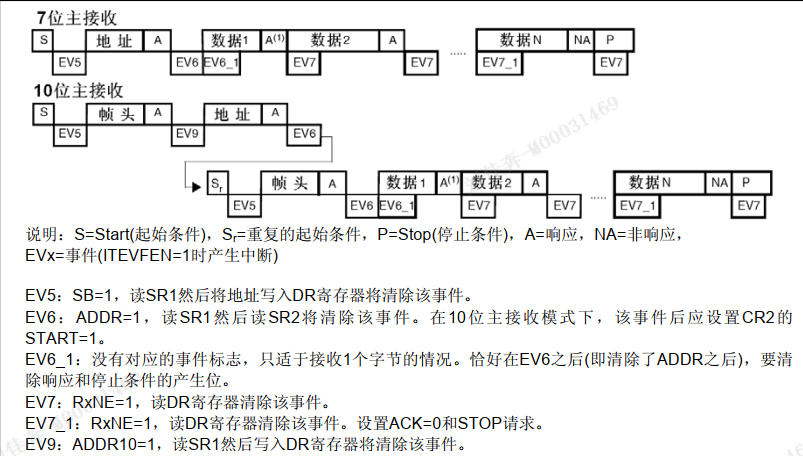 7位主接收
S 地址 A 数据1 A(1) 数据2 A ..... 数据N NA P
EV5 EV6 EV6_1 EV7 EV7 EV7_1 EV7
10位主接收
S 帧头 A 地址 A
EV5 EV9 EV6
Sr 帧头 A 数据1 A(1) 数据2 A ..... 数据N NA P
EV5 EV6 EV6_1 EV7 EV7 EV7_1 EV7
说明：S=Start(起始条件)，Sr=重复的起始条件，P=Stop(停止条件)，A=响应，NA=非响应，
EVx=事件(ITEVFEN=1时产生中断)
EV5：SB=1，读SR1然后将地址写入DR寄存器将清除该事件。
EV6：ADDR=1，读SR1然后读SR2将清除该事件。在10位主接收模式下，该事件后应设置CR2的
START=1。
EV6_1：没有对应的事件标志，只适于接收1个字节的情况。恰好在EV6之后(即清除了ADDR之后)，要清
除响应和停止条件的产生位。
EV7：RxNE=1，读DR寄存器清除该事件。
EV7_1：RxNE=1，读DR寄存器清除该事件。设置ACK=0和STOP请求。
EV9：ADDR10=1，读SR1然后写入DR寄存器将清除该事件。
M00031469